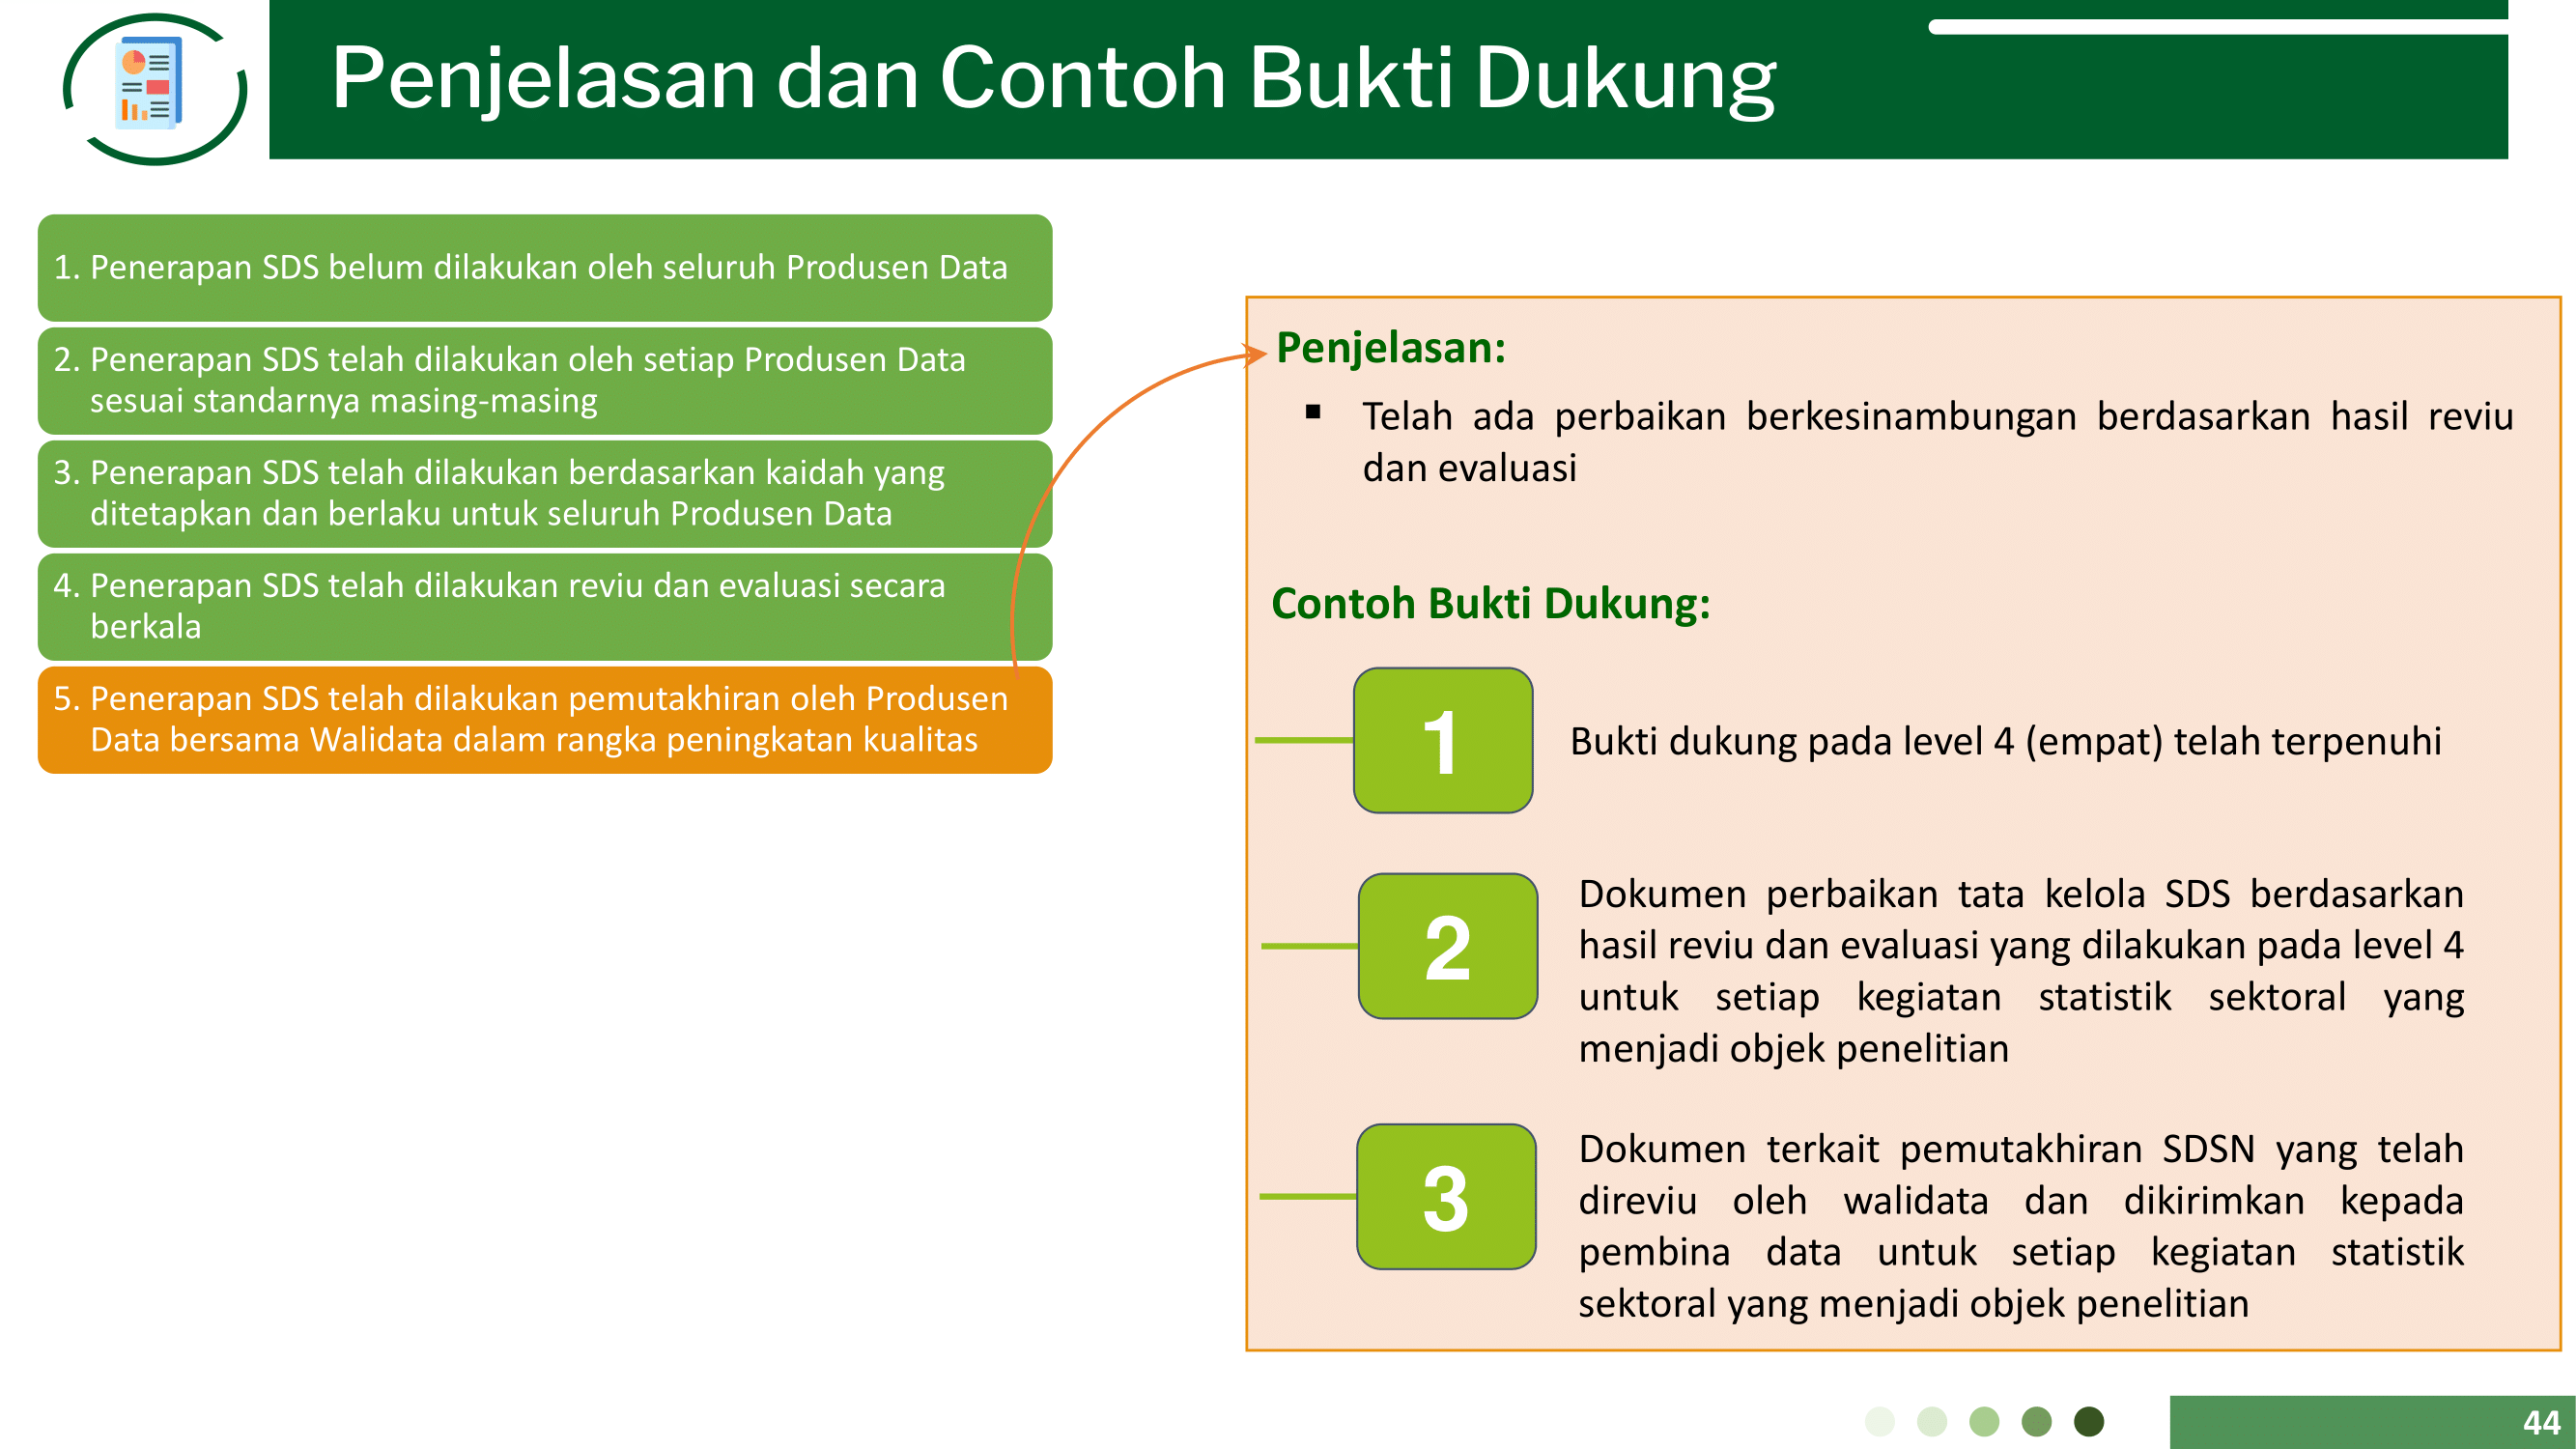 Penjelasan dan Contoh Bukti Dukung
1. Penerapan SDS belum dilakukan oleh seluruh Produsen Data
2. Penerapan SDS telah dilakukan oleh setiap Produsen Data
sesuai standarnya masing-masing
3. Penerapan SDS telah dilakukan berdasarkan kaidah yang
ditetapkan dan berlaku untuk seluruh Produsen Data
4. Penerapan SDS telah dilakukan reviu dan evaluasi secara
berkala
5. Penerapan SDS telah dilakukan pemutakhiran oleh Produsen
Data bersama Walidata dalam rangka peningkatan kualitas
Penjelasan:
▪ Telah ada perbaikan berkesinambungan berdasarkan hasil reviu
dan evaluasi
Contoh Bukti Dukung:
1
Bukti dukung pada level 4 (empat) telah terpenuhi
2
Dokumen perbaikan tata kelola SDS berdasarkan
hasil reviu dan evaluasi yang dilakukan pada level 4
untuk setiap kegiatan statistik sektoral yang
menjadi objek penelitian
3
Dokumen terkait pemutakhiran SDSN yang telah
direviu oleh walidata dan dikirimkan kepada
pembina data untuk setiap kegiatan statistik
sektoral yang menjadi objek penelitian
44